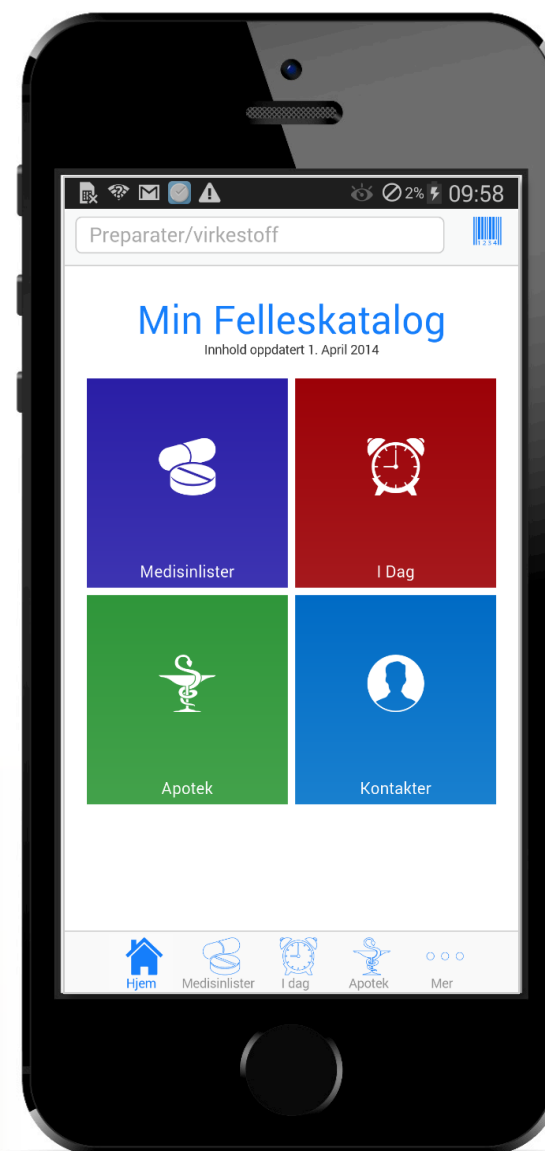 2% 09:58
Preparater/virkestoff
1234
Min Felleskatalog
Innhold oppdatert 1. April 2014
Medisinlister
I Dag
Apotek
Kontakter
Hjem
Medisinlister
I dag
Apotek
Mer